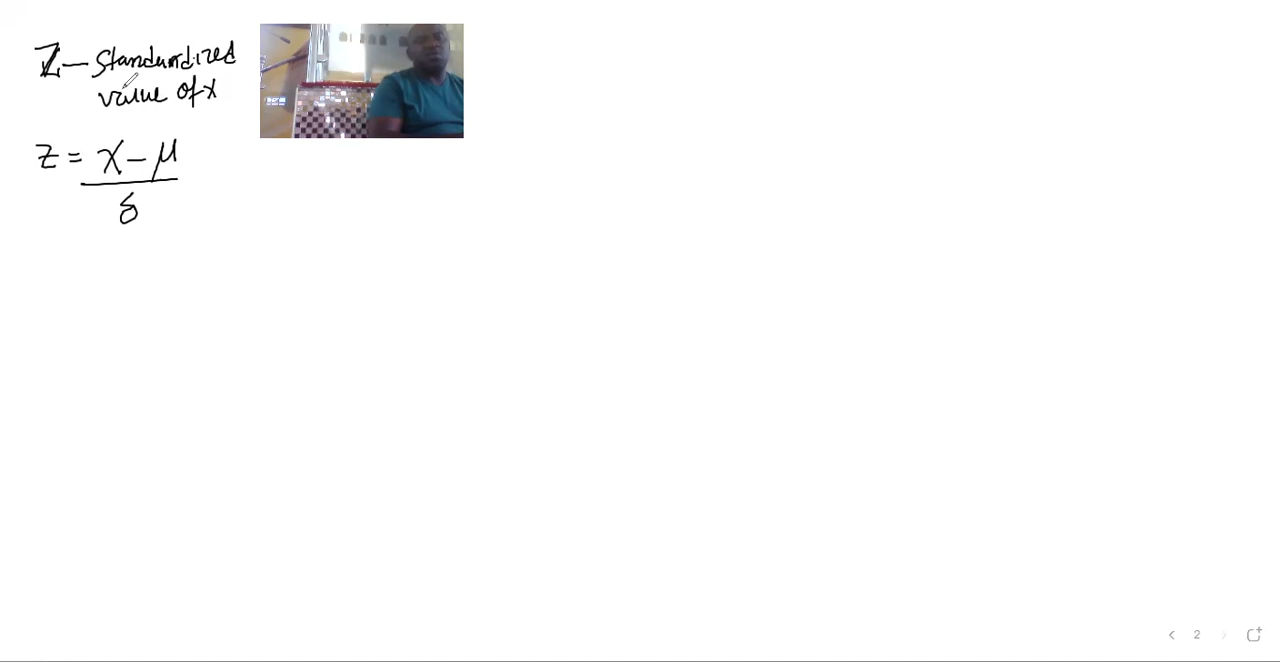 Z — Standardized
value of x
Z = x - μ
δ
2